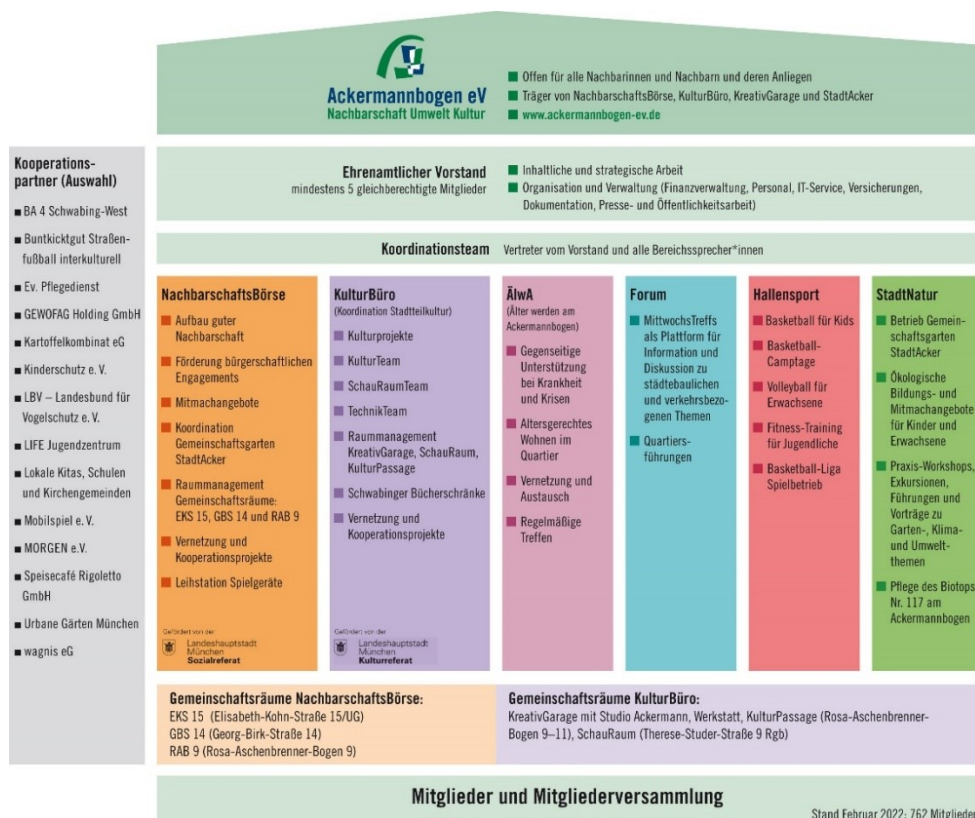 Ackermannbogen eV
Nachbarschaft Umwelt Kultur
■ Offen für alle Nachbarinnen und Nachbarn und deren Anliegen
■ Träger von NachbarschaftsBörse, KulturBüro, KreativGarage und StadtAcker
■ www.ackermannbogen-ev.de
Kooperations-
partner (Auswahl)
■ BA 4 Schwabing-West
■ Buntkicktgut Straßen-
fußball interkulturell
■ Ev. Pflegedienst
■ GEWOFAG Holding GmbH
■ Kartoffelkombinat eG
■ Kinderschutz e. V.
■ LBV – Landesbund für
Vogelschutz e. V.
■ LIFE Jugendzentrum
■ Lokale Kitas, Schulen
und Kirchengemeinden
■ Mobilspiel e. V.
■ MORGEN e.V.
■ Speisecafé Rigoletto
GmbH
■ Urbane Gärten München
■ wagnis eG
Ehrenamtlicher Vorstand
mindestens 5 gleichberechtigte Mitglieder
■ Inhaltliche und strategische Arbeit
■ Organisation und Verwaltung (Finanzverwaltung, Personal, IT-Service, Versicherungen,
Dokumentation, Presse- und Öffentlichkeitsarbeit)
Koordinationsteam Vertreter vom Vorstand und alle Bereichssprecher*innen
NachbarschaftsBörse
■ Aufbau guter
Nachbarschaft
■ Förderung bürgerschaftlichen
Engagements
■ Mitmachangebote
■ Koordination
Gemeinschaftsgarten
StadtAcker
■ Raummanagement
Gemeinschaftsräume:
EKS 15, GBS 14 und RAB 9
■ Vernetzung und
Kooperationsprojekte
■ Leihstation Spielgeräte
Gefördert von der
Landeshauptstadt
München
Sozialreferat
KulturBüro
(Koordination Stadtteilkultur)
■ Kulturprojekte
■ KulturTeam
■ SchauRaumTeam
■ TechnikTeam
■ Raummanagement
KreativGarage, SchauRaum,
KulturPassage
■ Schwabinger Bücherschränke
■ Vernetzung und
Kooperationsprojekte
Gefördert von der
Landeshauptstadt
München
Kulturreferat
ÄlwA
(Älter werden am
Ackermannbogen)
■ Gegenseitige
Unterstützung
bei Krankheit
und Krisen
■ Altersgerechtes
Wohnen im
Quartier
■ Vernetzung und
Austausch
■ Regelmäßige
Treffen
Forum
■ MittwochsTreffs
als Plattform für
Information und
Diskussion zu
städtebaulichen
und verkehrsbezo-
genen Themen
■ Quartiers-
führungen
Hallensport
■ Basketball für Kids
■ Basketball-
Camptage
■ Volleyball für
Erwachsene
■ Fitness-Training
für Jugendliche
■ Basketball-Liga
Spielbetrieb
StadtNatur
■ Betrieb Gemein-
schaftsgarten
StadtAcker
■ Ökologische
Bildungs- und
Mitmachangebote
für Kinder und
Erwachsene
■ Praxis-Workshops,
Exkursionen,
Führungen und
Vorträge zu
Garten-, Klima-
und Umwelt-
themen
■ Pflege des Biotops
Nr. 117 am
Ackermannbogen
Gemeinschaftsräume NachbarschaftsBörse:
EKS 15 (Elisabeth-Kohn-Straße 15/UG)
GBS 14 (Georg-Birk-Straße 14)
RAB 9 (Rosa-Aschenbrenner-Bogen 9)
Gemeinschaftsräume KulturBüro:
KreativGarage mit Studio Ackermann, Werkstatt, KulturPassage (Rosa-Aschenbrenner-
Bogen 9–11), SchauRaum (Therese-Studer-Straße 9 Rgb)
Mitglieder und Mitgliederversammlung
Stand Februar 2022: 762 Mitglieder